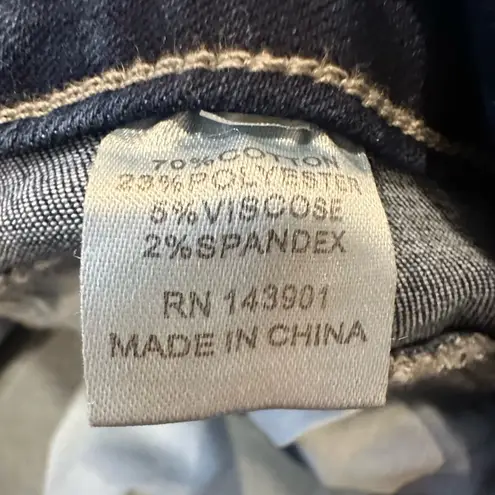 70% COTTON
23% POLYESTER
5% VISCOSE
2% SPANDEX
RN 143901
MADE IN CHINA